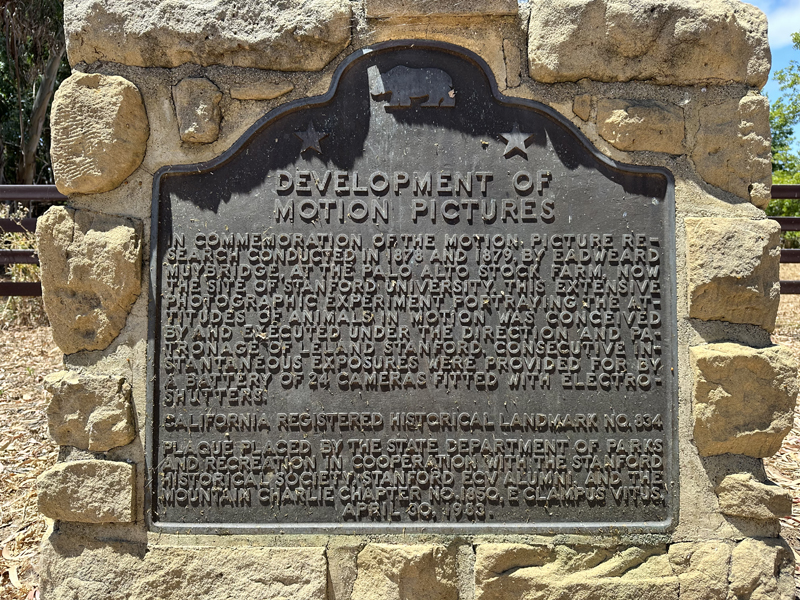 DEVELOPMENT OF
MOTION PICTURES
IN COMMEMORATION OF THE MOTION PICTURE RE-
SEARCH CONDUCTED IN 1878 AND 1879, BY EADWEARD
MUYBRIDGE AT THE PALO ALTO STOCK FARM, NOW
THE SITE OF STANFORD UNIVERSITY. THIS EXTENSIVE
PHOTOGRAPHIC EXPERIMENT PORTRAYING THE AT-
TITUDES OF ANIMALS IN MOTION WAS CONCEIVED
BY AND EXECUTED UNDER THE DIRECTION AND PA-
TRONAGE OF LELAND STANFORD. CONSECUTIVE IN-
STANTANEOUS EXPOSURES WERE PROVIDED FOR BY
A BATTERY OF 24 CAMERAS FITTED WITH ELECTRO-
SHUTTERS.
CALIFORNIA REGISTERED HISTORICAL LANDMARK NO. 834
PLAQUE PLACED BY THE STATE DEPARTMENT OF PARKS
AND RECREATION IN COOPERATION WITH THE STANFORD
HISTORICAL SOCIETY, STANFORD ECV ALUMNI, AND THE
MOUNTAIN CHARLIE CHAPTER NO. 1850, E CLAMPUS VITUS,
APRIL 30, 1983.